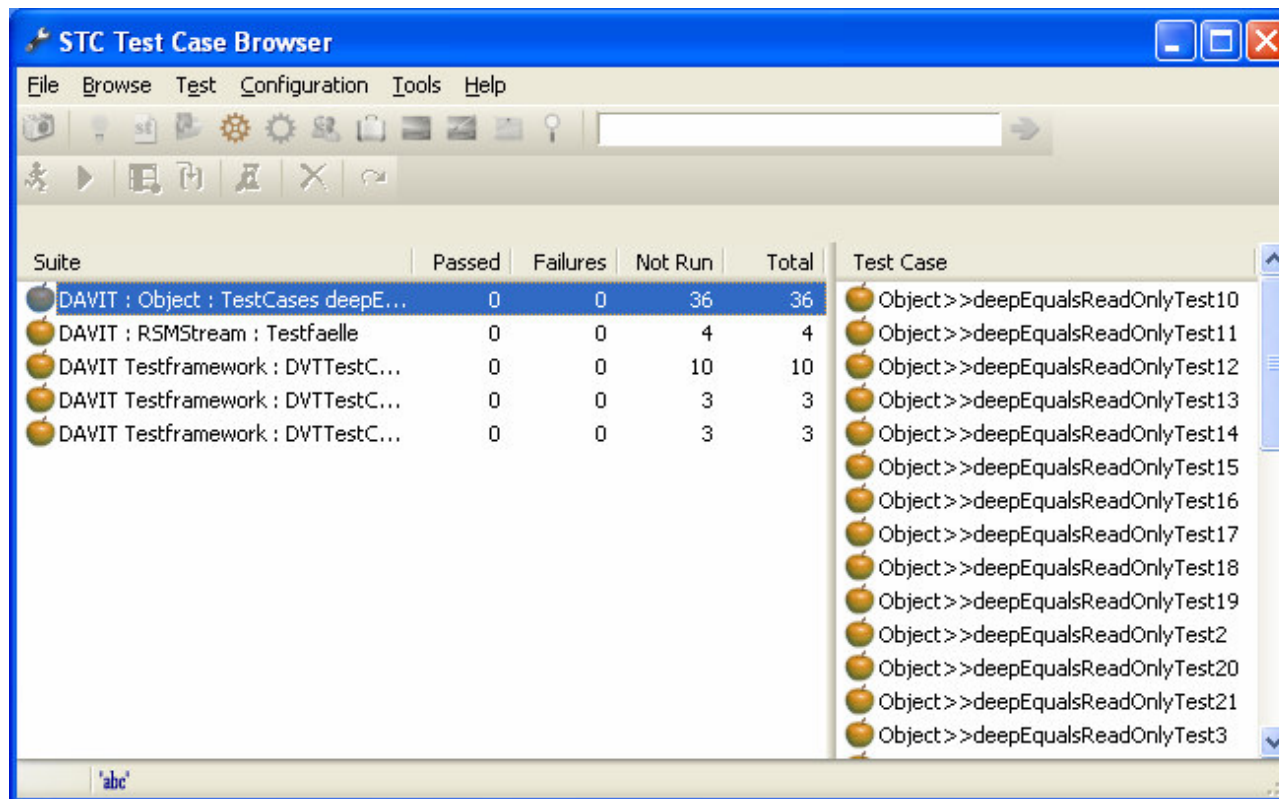 STC Test Case Browser
File Browse Test Configuration Tools Help
st
Suite Passed Failures Not Run Total Test Case
DAVIT : Object : TestCases deepE... 0 0 36 36 Object>>deepEqualsReadOnlyTest10
DAVIT : RSMStream : Testfaelle 0 0 4 4 Object>>deepEqualsReadOnlyTest11
DAVIT Testframework : DVTTestC... 0 0 10 10 Object>>deepEqualsReadOnlyTest12
DAVIT Testframework : DVTTestC... 0 0 3 3 Object>>deepEqualsReadOnlyTest13
DAVIT Testframework : DVTTestC... 0 0 3 3 Object>>deepEqualsReadOnlyTest14
Object>>deepEqualsReadOnlyTest15
Object>>deepEqualsReadOnlyTest16
Object>>deepEqualsReadOnlyTest17
Object>>deepEqualsReadOnlyTest18
Object>>deepEqualsReadOnlyTest19
Object>>deepEqualsReadOnlyTest2
Object>>deepEqualsReadOnlyTest20
Object>>deepEqualsReadOnlyTest21
Object>>deepEqualsReadOnlyTest3
'abc'